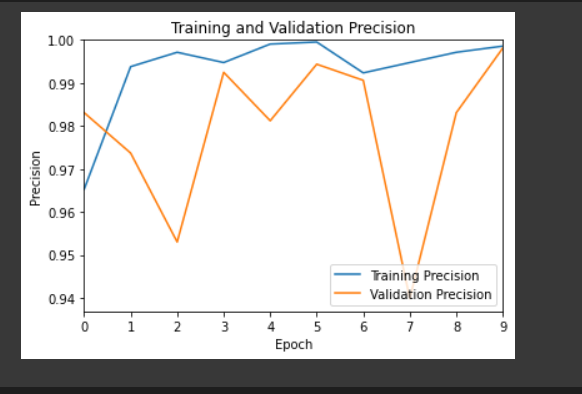 Training and Validation Precision
1.00
0.99
0.98
0.97
0.96
0.95
0.94
Precision
Training Precision
Validation Precision
0 1 2 3 4 5 6 7 8 9
Epoch